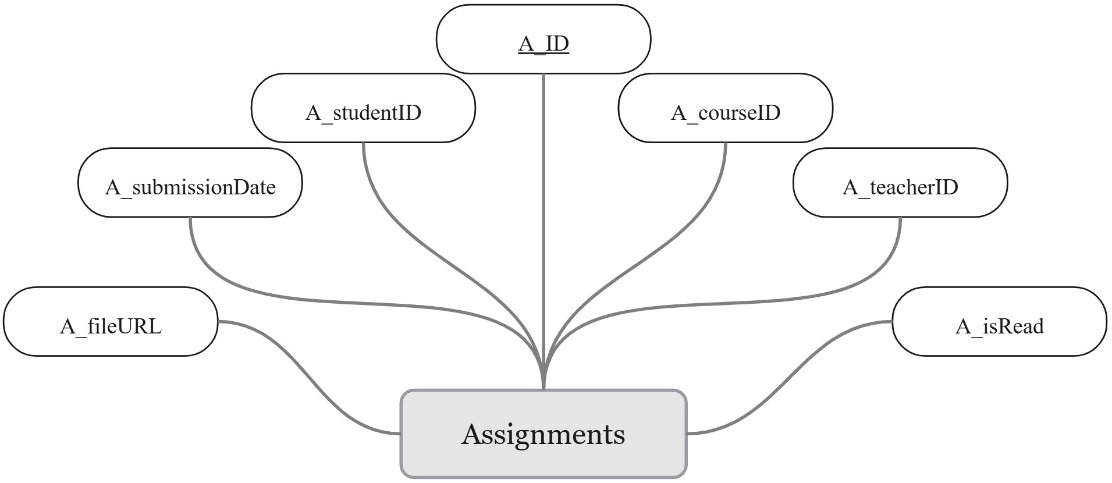 A_ID
A_studentID
A_courseID
A_submissionDate
A_teacherID
A_fileURL
A_isRead
Assignments